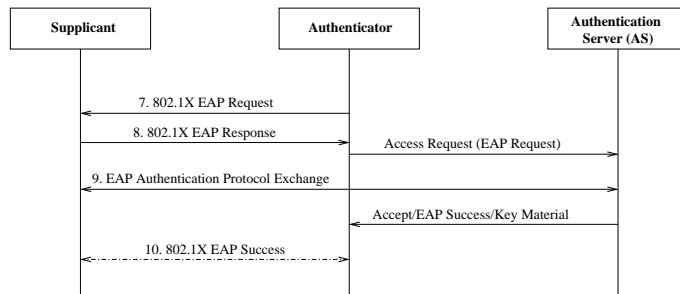 Supplicant
Authenticator
Authentication
Server (AS)
7. 802.1X EAP Request
8. 802.1X EAP Response
Access Request (EAP Request)
9. EAP Authentication Protocol Exchange
Accept/EAP Success/Key Material
10. 802.1X EAP Success